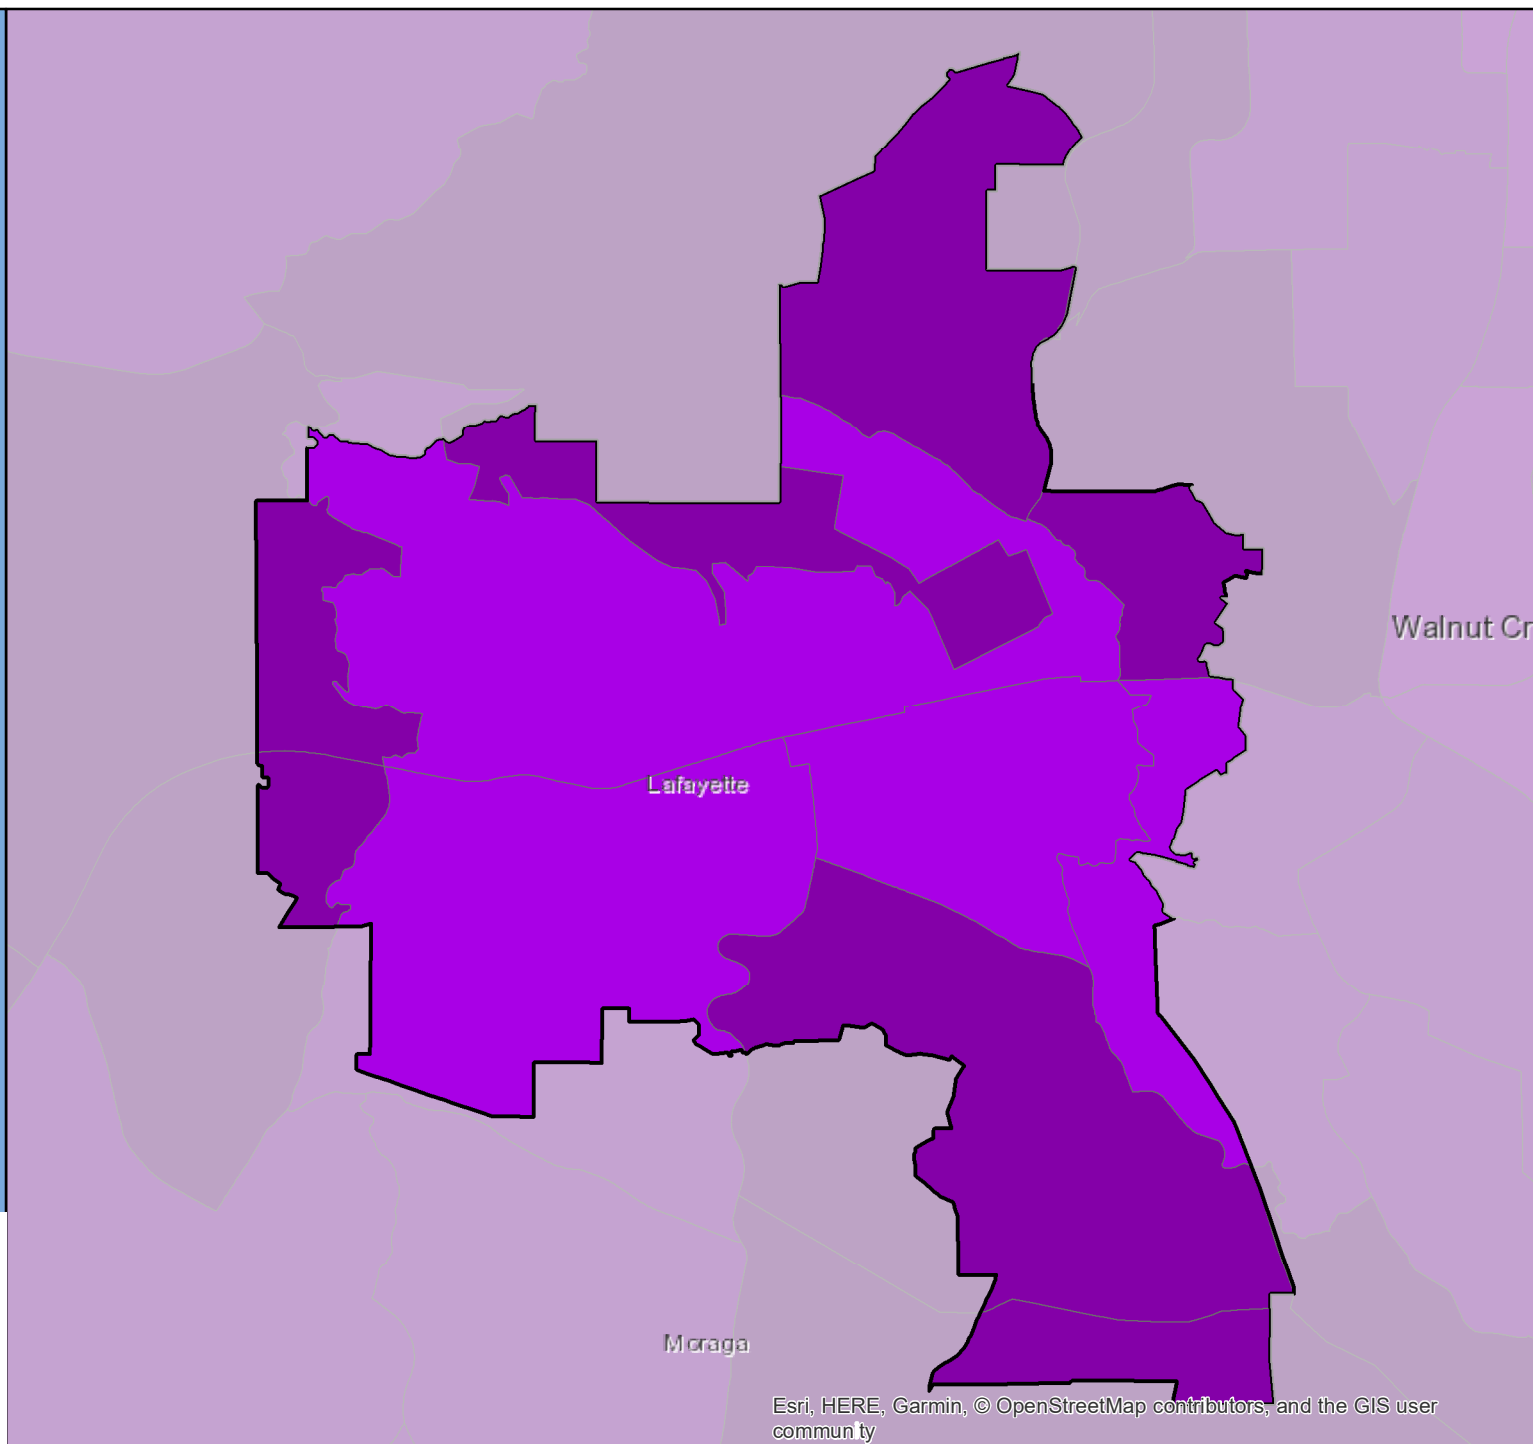 Walnut Cr
Lafayette
Moraga
Esri, HERE, Garmin, © OpenStreetMap contributors, and the GIS user
community